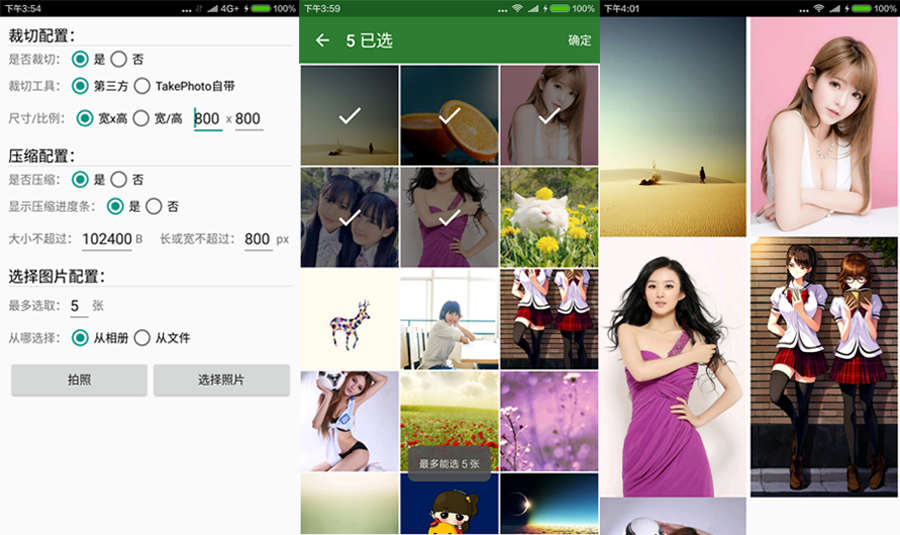 下午3:54
4G+
100%
裁切配置：
是否裁切：
是
否
裁切工具：
第三方
TakePhoto自带
尺寸/比例：
宽x高
宽/高
800 x 800
压缩配置：
是否压缩：
是
否
显示压缩进度条：
是
否
大小不超过：
102400 B
长或宽不超过：
800 px
选择图片配置：
最多选取：
5 张
从哪选择：
从相册
从文件
拍照
选择照片
下午3:59
100%
5 已选
确定
最多能选 5 张
下午4:01
100%